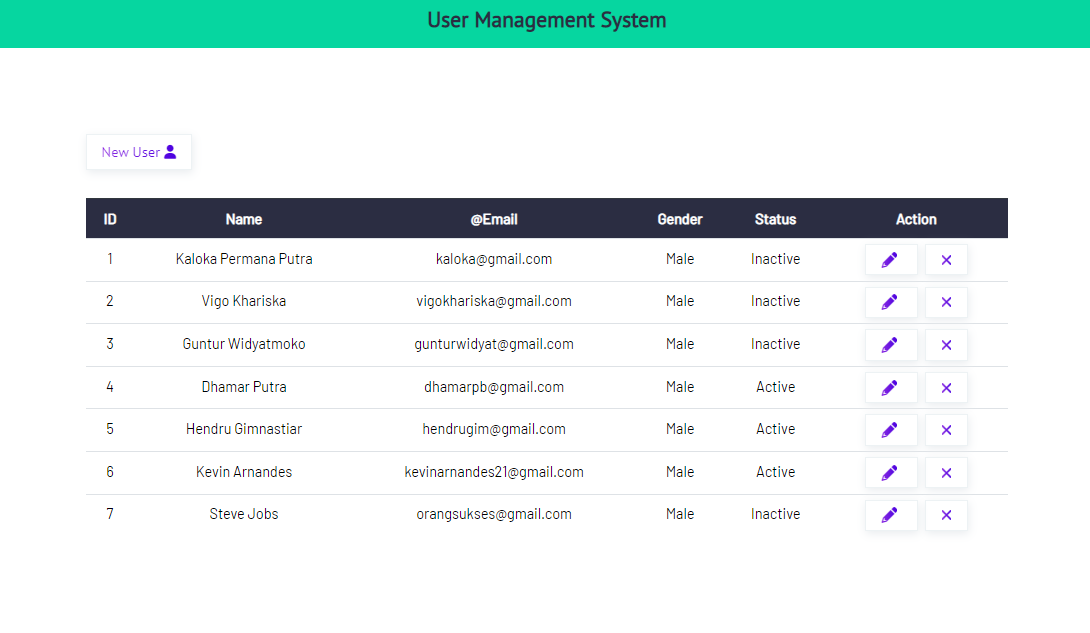 User Management System
New User
ID Name @Email Gender Status Action
1 Kaloka Permana Putra kaloka@gmail.com Male Inactive
2 Vigo Khariska vigokhariska@gmail.com Male Inactive
3 Guntur Widyatmoko gunturwidyat@gmail.com Male Inactive
4 Dhamar Putra dhamarpb@gmail.com Male Active
5 Hendru Gimnastiar hendrugim@gmail.com Male Active
6 Kevin Arnandes kevinarnandes21@gmail.com Male Active
7 Steve Jobs orangsukses@gmail.com Male Inactive